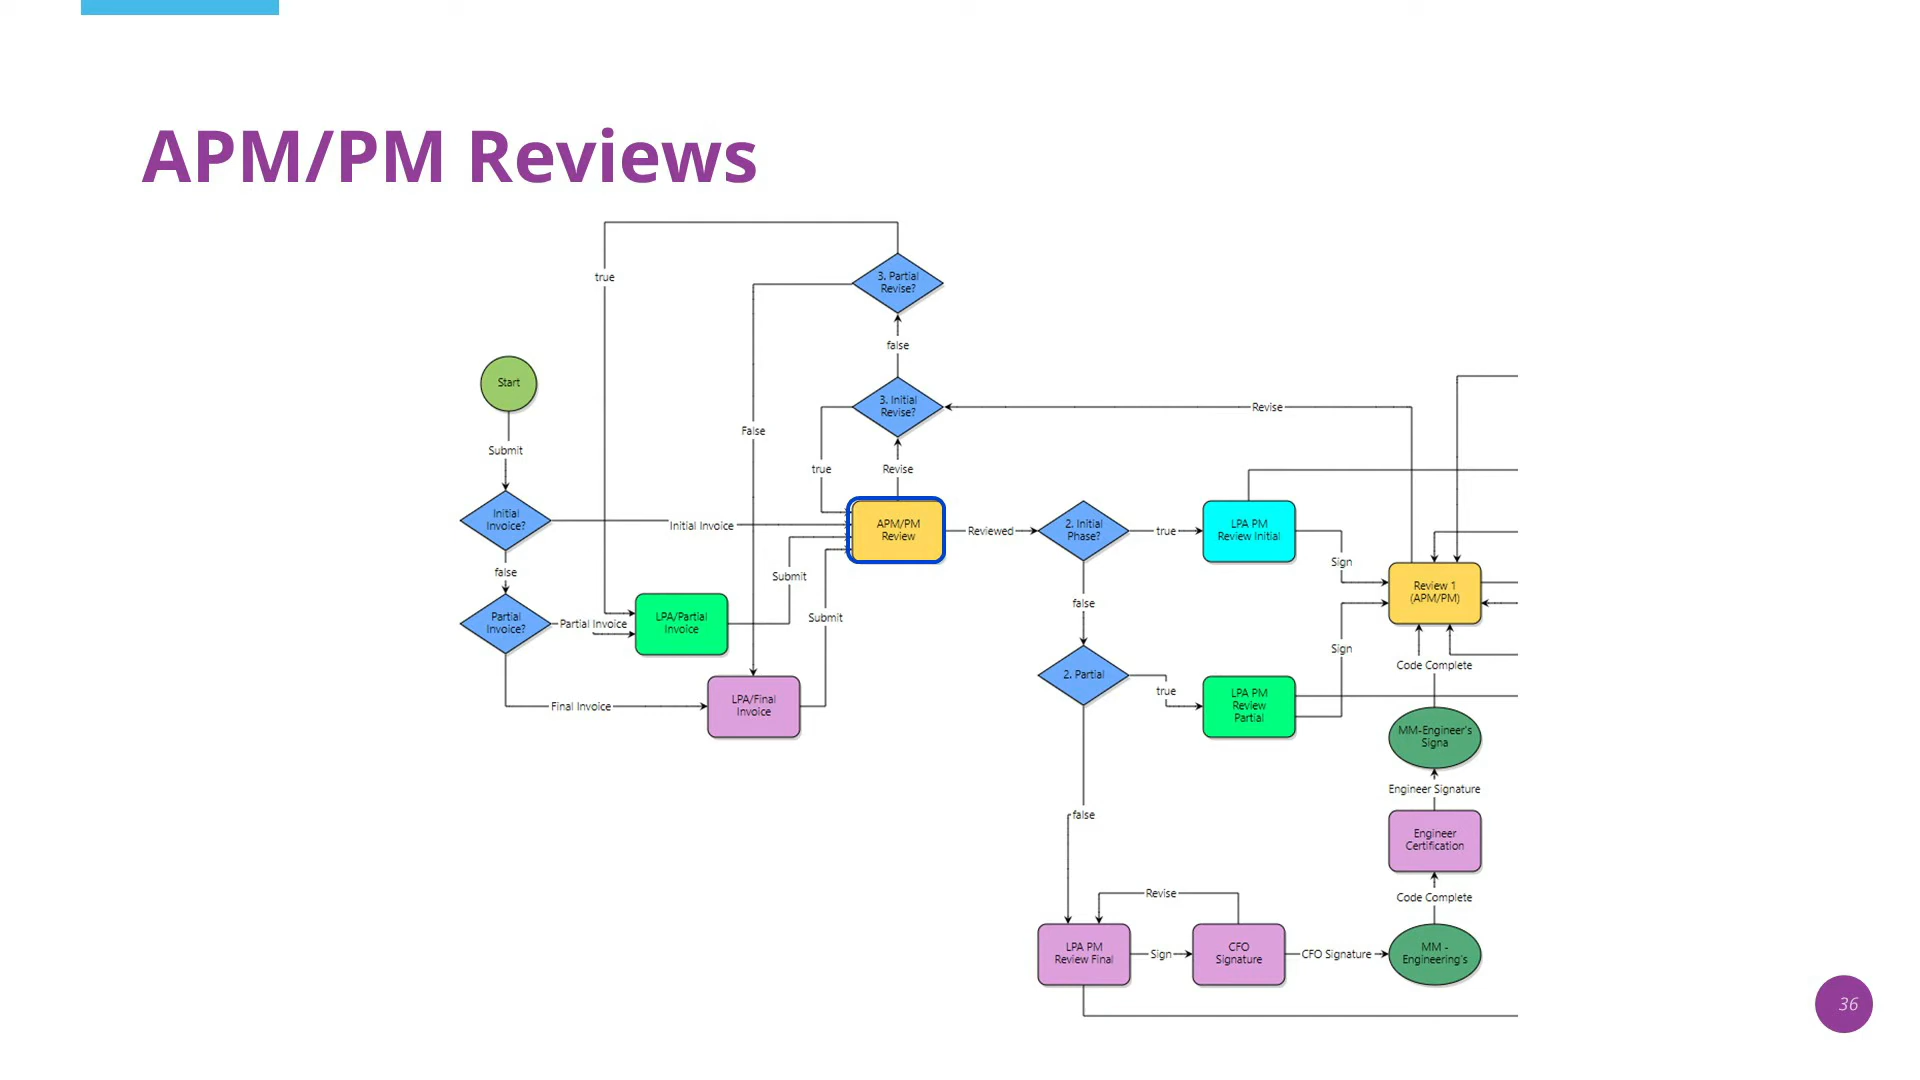 APM/PM Reviews
true
3. Partial
Revise?
false
Start
3. Initial
Revise?
Revise
False
Submit
true
Revise
Initial
Invoice?
Initial Invoice
APM/PM
Review
Reviewed
2. Initial
Phase?
true
LPA PM
Review Initial
Sign
false
Submit
Review 1
(APM/PM)
false
Partial
Invoice?
Partial Invoice
LPA/Partial
Invoice
Submit
Sign
Code Complete
2. Partial
true
LPA PM
Review
Partial
Final Invoice
LPA/Final
Invoice
MM-Engineer's
Signa
Engineer Signature
false
Engineer
Certification
Revise
Code Complete
LPA PM
Review Final
Sign
CFO
Signature
CFO Signature
MM -
Engineering's
36